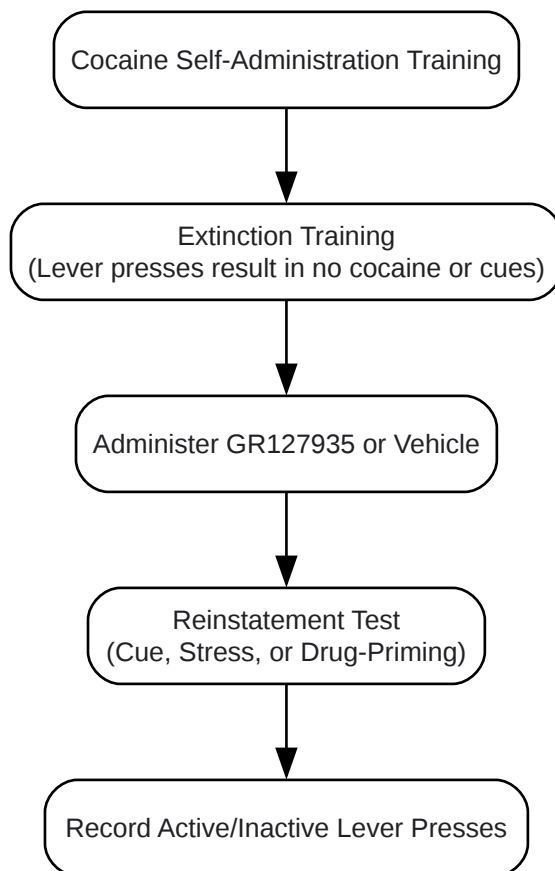 Cocaine Self-Administration Training
Extinction Training
(Lever presses result in no cocaine or cues)
Administer GR127935 or Vehicle
Reinstatement Test
(Cue, Stress, or Drug-Priming)
Record Active/Inactive Lever Presses